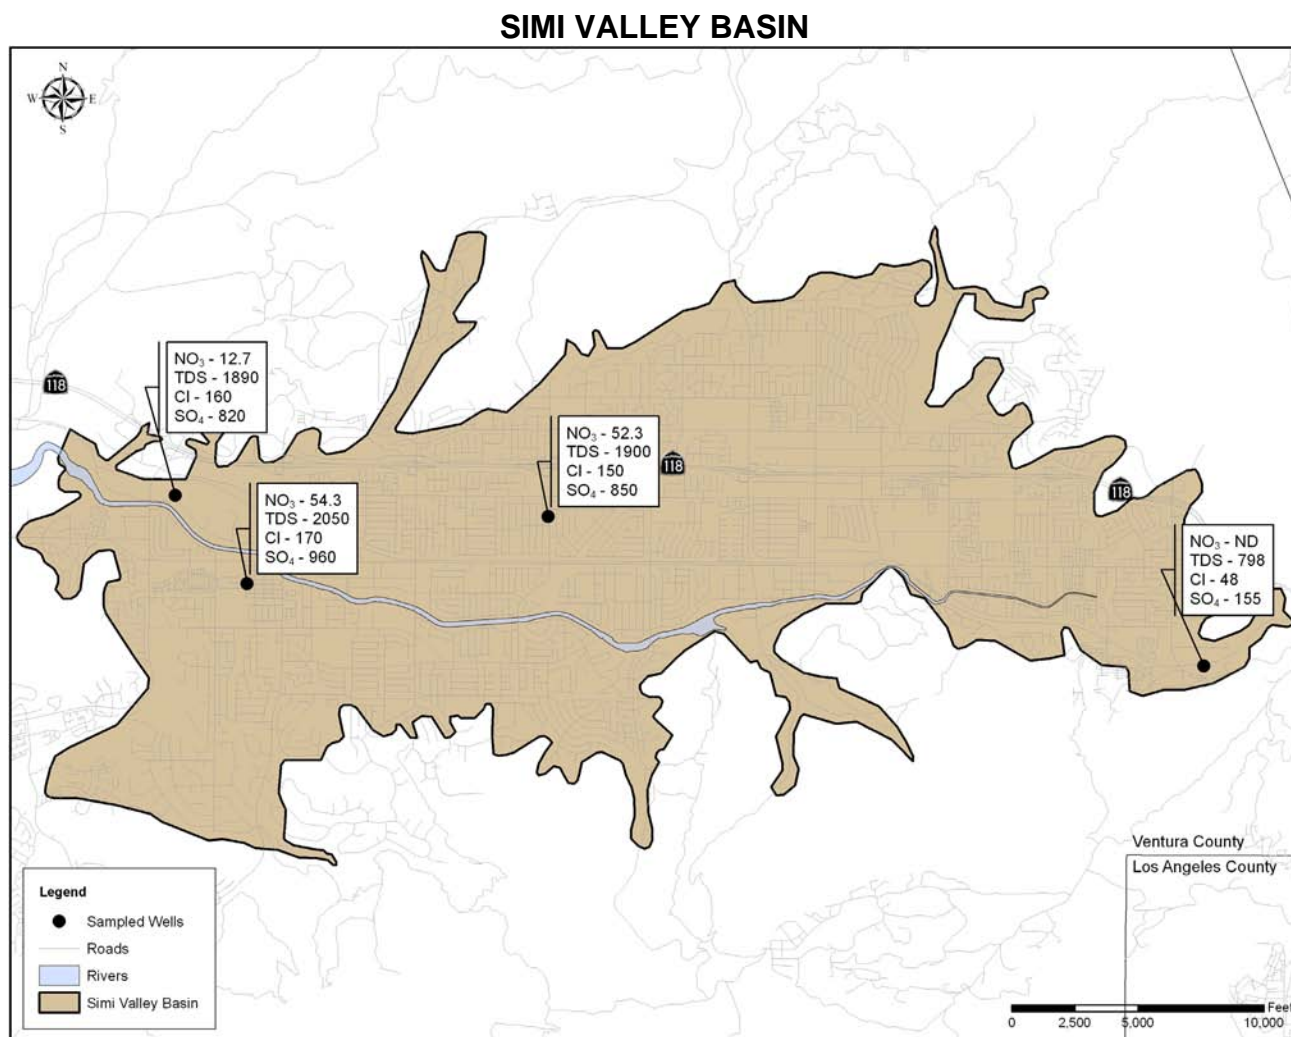 SIMI VALLEY BASIN
N
W E
S
NO₃ - 12.7
TDS - 1890
Cl - 160
SO₄ - 820
118
NO₃ - 52.3
TDS - 1900
Cl - 150
SO₄ - 850
118
NO₃ - 54.3
TDS - 2050
Cl - 170
SO₄ - 960
118
NO₃ - ND
TDS - 798
Cl - 48
SO₄ - 155
Ventura County
Los Angeles County
Legend
Sampled Wells
Roads
Rivers
Simi Valley Basin
Feet
0 2,500 5,000 10,000